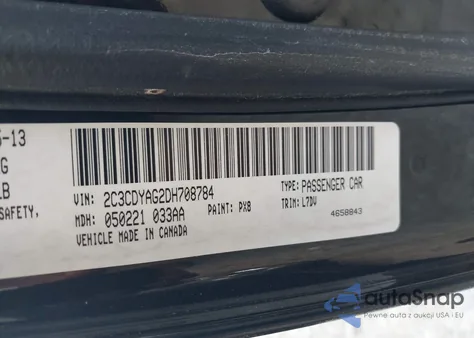 5-13
G
LB
SAFETY,
VIN: 2C3CDYAG2DH708784
TYPE: PASSENGER CAR
MDH: 050221 033AA
PAINT: PX8
TRIM: L7DV
VEHICLE MADE IN CANADA
4658843
autoSnap
Pewne auta z aukcji USA i EU